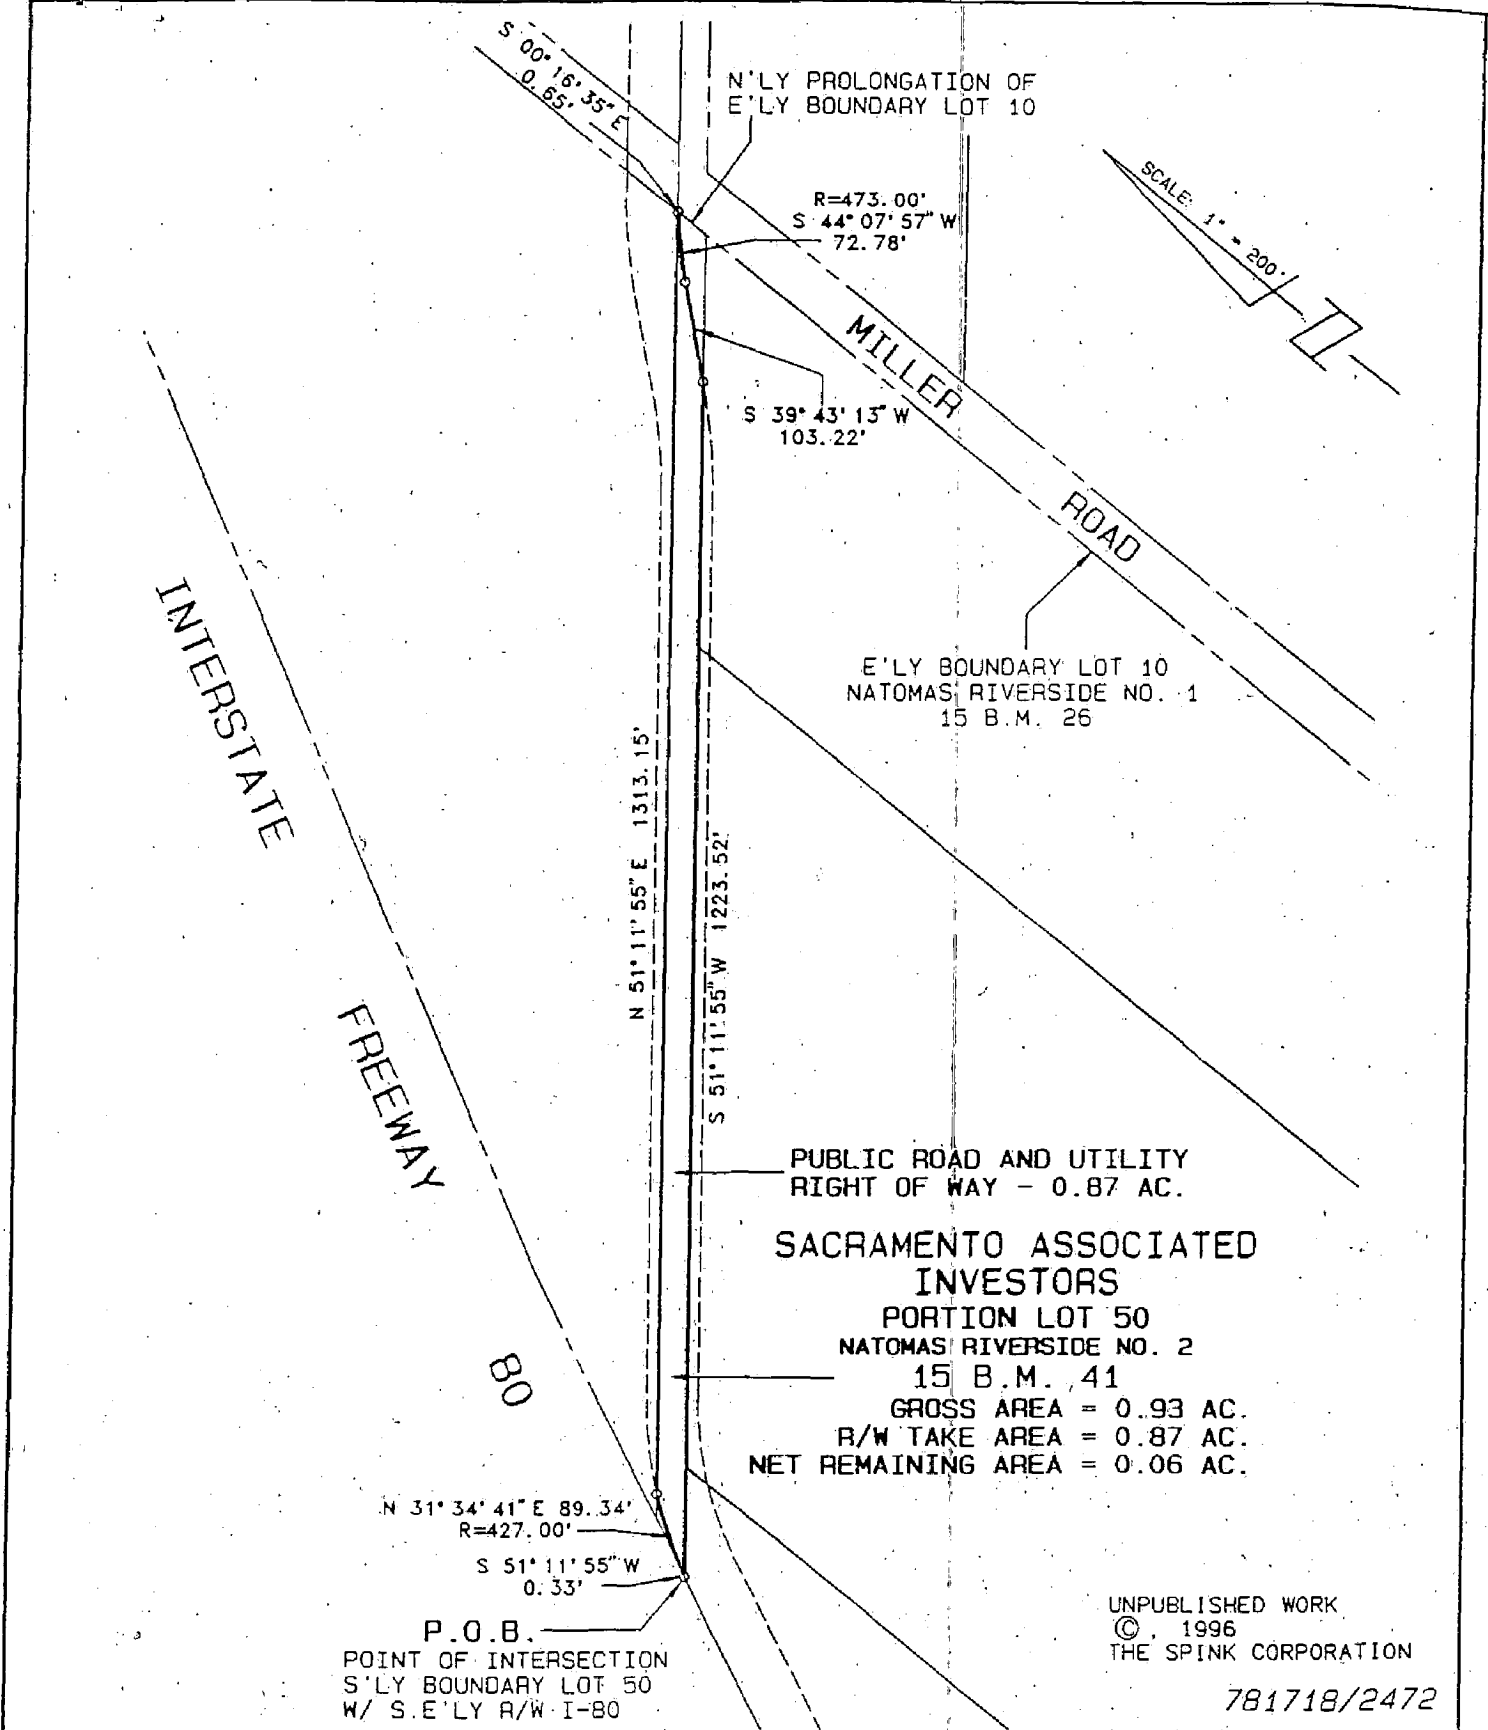 S 00° 16' 35" E
0.65'
N'LY PROLONGATION OF
E'LY BOUNDARY LOT 10
R=473.00'
S 44° 07' 57" W
72.78'
SCALE: 1" = 200'
MILLER ROAD
S 39° 43' 13" W
103.22'
E'LY BOUNDARY LOT 10
NATOMAS RIVERSIDE NO. 1
15 B.M. 26
INTERSTATE FREEWAY 80
N 51° 11' 55" E 1313.15'
S 51° 11' 55" W 1223.52'
PUBLIC ROAD AND UTILITY
RIGHT OF WAY - 0.87 AC.
SACRAMENTO ASSOCIATED
INVESTORS
PORTION LOT 50
NATOMAS RIVERSIDE NO. 2
15 B.M. 41
GROSS AREA = 0.93 AC.
R/W TAKE AREA = 0.87 AC.
NET REMAINING AREA = 0.06 AC.
N 31° 34' 41" E 89.34'
R=427.00'
S 51° 11' 55" W
0.33'
P.O.B.
POINT OF INTERSECTION
S'LY BOUNDARY LOT 50
W/ S.E'LY R/W I-80
UNPUBLISHED WORK
©, 1996
THE SPINK CORPORATION
781718/2472